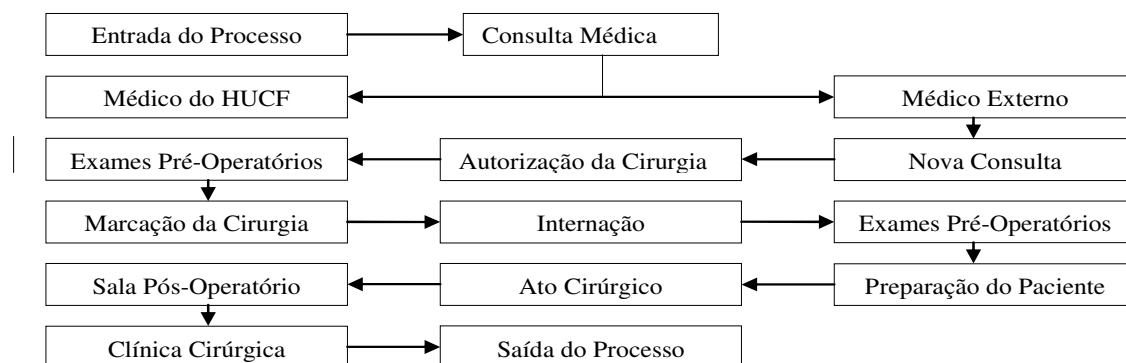 Entrada do Processo
Consulta Médica
Médico do HUCF
Médico Externo
Exames Pré-Operatórios
Autorização da Cirurgia
Nova Consulta
Marcação da Cirurgia
Internação
Exames Pré-Operatórios
Sala Pós-Operatório
Ato Cirúrgico
Preparação do Paciente
Clínica Cirúrgica
Saída do Processo